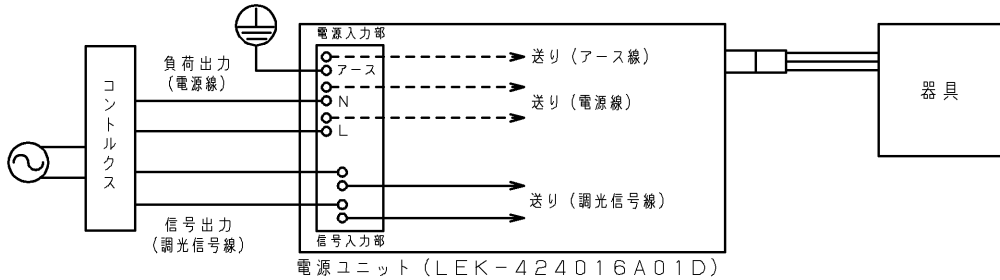 電源入力部
アース
N
L
信号入力部
コントルクス
負荷出力
(電源線)
信号出力
(調光信号線)
送り(アース線)
送り(電源線)
送り(調光信号線)
器具
電源ユニット(LEK-424016A01D)